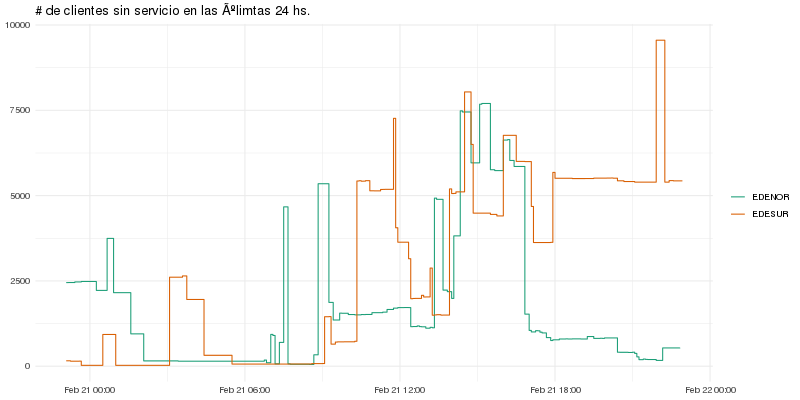 # de clientes sin servicio en las Ãºlimtas 24 hs.
10000
7500
5000
2500
0
EDENOR
EDESUR
Feb 21 00:00
Feb 21 06:00
Feb 21 12:00
Feb 21 18:00
Feb 22 00:00